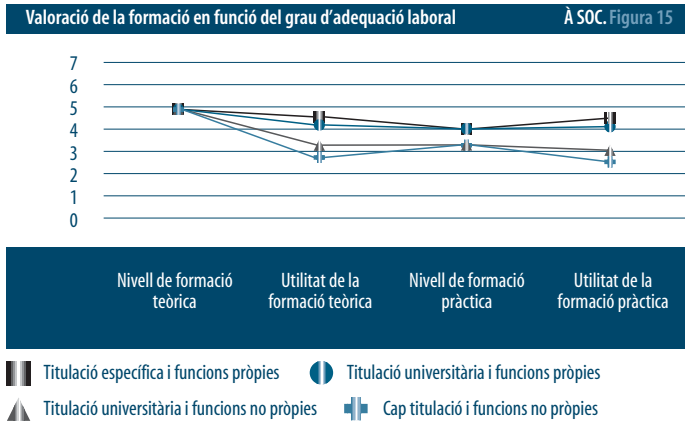 Valoració de la formació en funció del grau d'adequació laboral À SOC. Figura 15
7
6
5
4
3
2
1
0
Nivell de formació teòrica
Utilitat de la formació teòrica
Nivell de formació pràctica
Utilitat de la formació pràctica
Titulació específica i funcions pròpies
Titulació universitària i funcions pròpies
Titulació universitària i funcions no pròpies
Cap titulació i funcions no pròpies